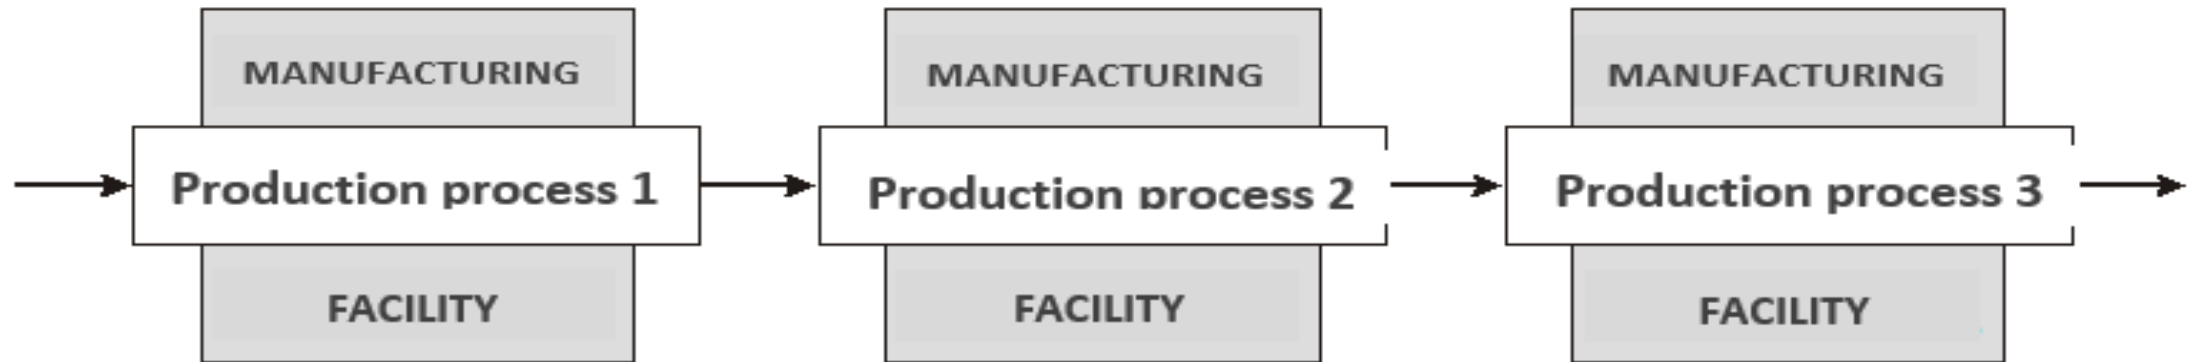 MANUFACTURING
Production process 1
FACILITY
MANUFACTURING
Production process 2
FACILITY
MANUFACTURING
Production process 3
FACILITY